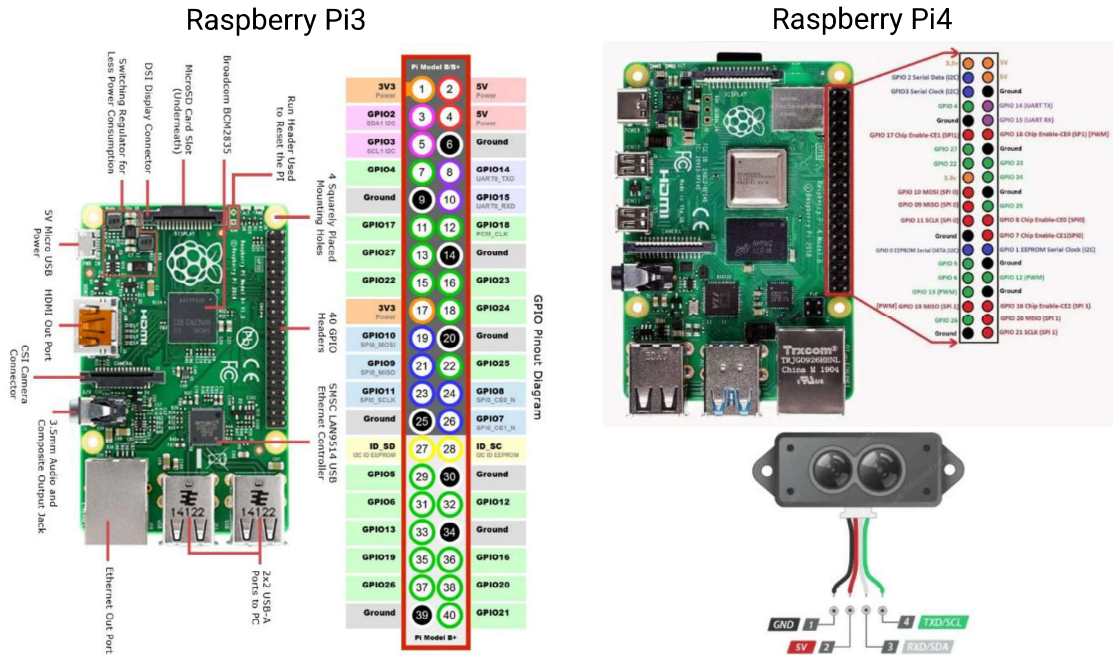 Raspberry Pi3
Raspberry Pi4
Switching Regulator for
Less Power Consumption
DSI Display Connector
MicroSD Card Slot
(Underneath)
Broadcom BCM2835
Run Header Used
to Reset the PI
4 Squarely Placed
Mounting Holes
5V Micro USB
Power
HDMI Out Port
CSI Camera
Connector
3.5mm Audio and
Composite Output Jack
Ethernet Out Port
2x2 USB-A
Ports to PC
40 GPIO
Headers
SMSC LAN9514 USB
Ethernet Controller
DISPLAY
HDMI
CAMERA
14122
14122
Pi Model B/B+
3V3 1 2 5V
Power Power
GPIO2 3 4 5V
SDA1 I2C Power
GPIO3 5 6 Ground
SCL1 I2C
GPIO4 7 8 GPIO14
UART0_TXD
Ground 9 10 GPIO15
UART0_RXD
GPIO17 11 12 GPIO18
PCM_CLK
GPIO27 13 14 Ground
GPIO22 15 16 GPIO23
3V3 17 18 GPIO24
Power
GPIO10 19 20 Ground
SPI0_MOSI
GPIO9 21 22 GPIO25
SPI0_MISO
GPIO11 23 24 GPIO8
SPI0_SCLK SPI0_CE0_N
Ground 25 26 GPIO7
SPI0_CE1_N
ID_SD 27 28 ID_SC
I2C ID EEPROM I2C ID EEPROM
GPIO5 29 30 Ground
GPIO6 31 32 GPIO12
GPIO13 33 34 Ground
GPIO19 35 36 GPIO16
GPIO26 37 38 GPIO20
Ground 39 40 GPIO21
Pi Model B+
GPIO Pinout Diagram
3.3v 5V
GPIO 2 Serial Data (I2C) 5V
GPIO3 Serial Clock (I2C) Ground
GPIO 4 GPIO 14 (UART TX)
Ground GPIO 15 (UART RX)
GPIO 17 Chip Enable-CE1 (SPI1) GPIO 18 Chip Enable-CE0 (SPI1) [PWM]
GPIO 27 Ground
GPIO 22 GPIO 23
3.3v GPIO 24
GPIO 10 MOSI (SPI 0) Ground
GPIO 09 MISO (SPI 0) GPIO 25
GPIO 11 SCLK (SPI 0) GPIO 8 Chip Enable-CE0 (SPI0)
Ground GPIO 7 Chip Enable-CE1(SPI0)
GPIO 0 EEPROM Serial DATA (I2C) GPIO 1 EEPROM Serial Clock (I2C)
GPIO 5 Ground
GPIO 6 GPIO 12 (PWM)
GPIO 13 (PWM) Ground
[PWM] GPIO 19 MISO (SPI 1) GPIO 16 Chip Enable-CE2 (SPI 1)
GPIO 26 GPIO 20 MISO (SPI 1)
Ground GPIO 21 SCLK (SPI 1)
DISPLAY
HDMI
CAMERA
Trxcom
TRJG0926HENL
China M 1904
GND 1
5V 2
3 RXD/SDA
4 TXD/SCL